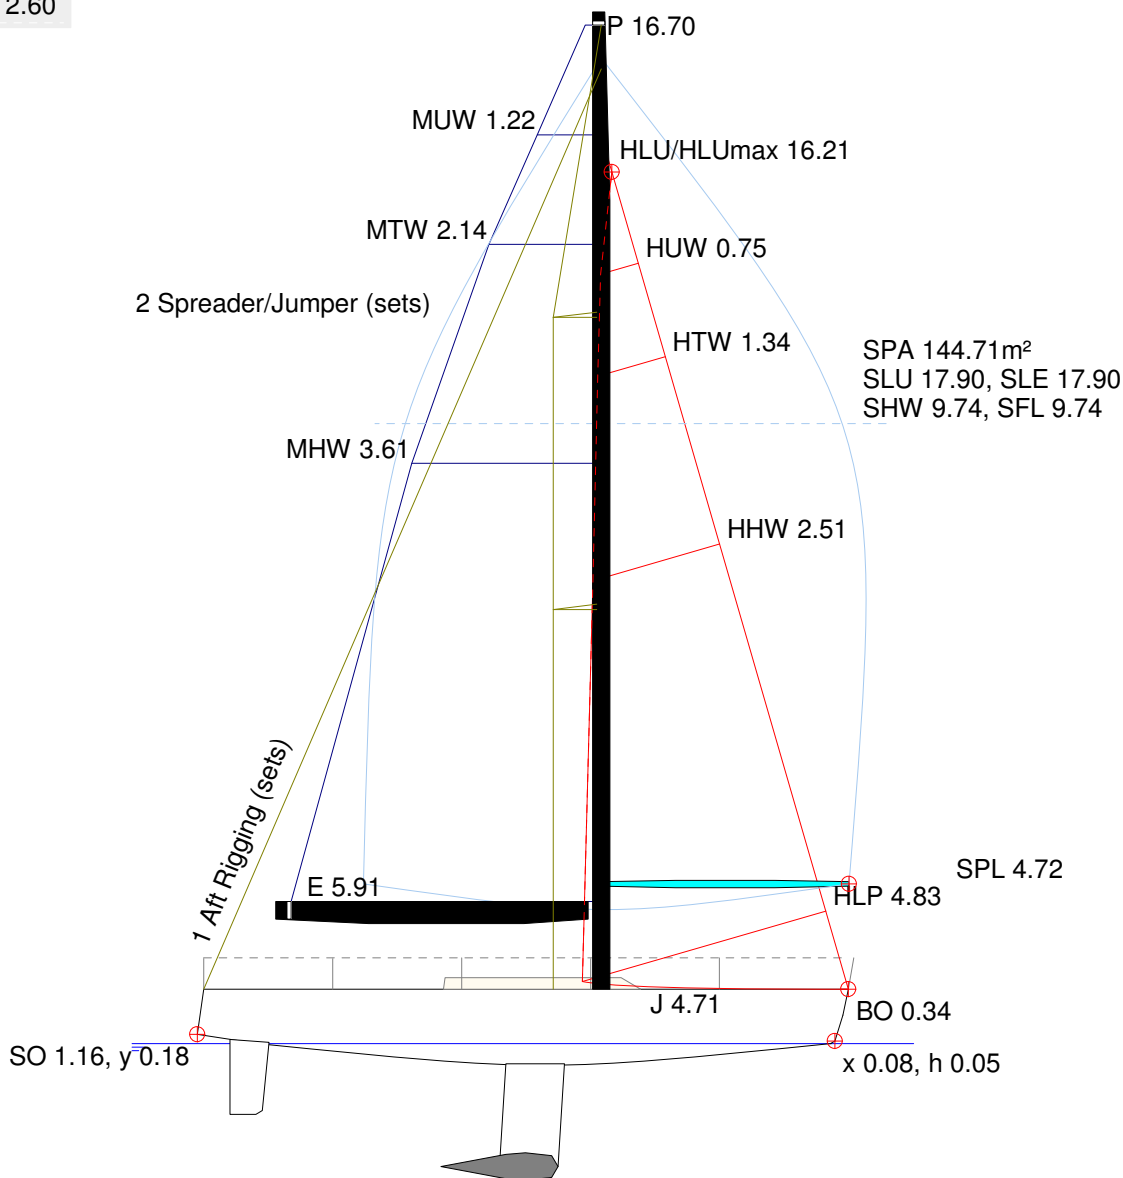 2.60
P 16.70
MUW 1.22
HLU/HLUmax 16.21
MTW 2.14
HUW 0.75
2 Spreader/Jumper (sets)
HTW 1.34
SPA 144.71m²
SLU 17.90, SLE 17.90
SHW 9.74, SFL 9.74
MHW 3.61
HHW 2.51
1 Aft Rigging (sets)
SPL 4.72
E 5.91
HLP 4.83
J 4.71
BO 0.34
SO 1.16, y 0.18
x 0.08, h 0.05